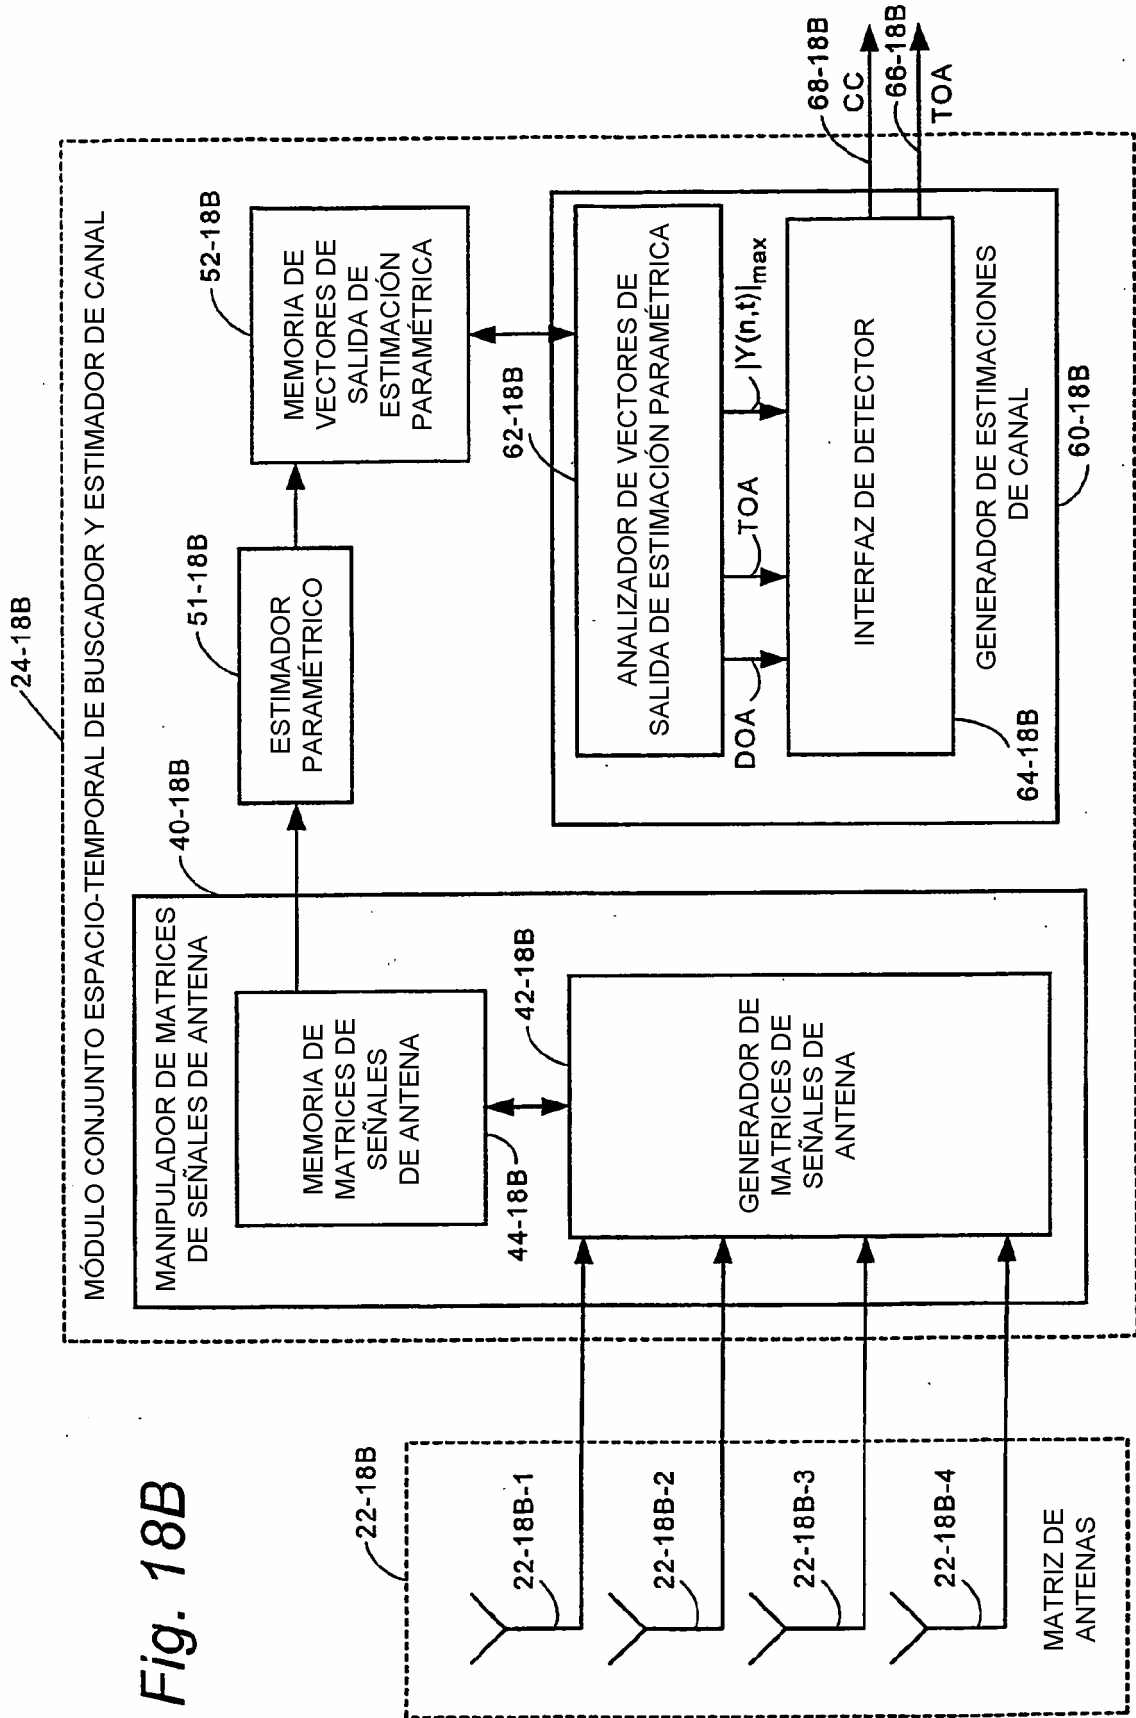 Fig. 18B
24-18B
MÓDULO CONJUNTO ESPACIO-TEMPORAL DE BUSCADOR Y ESTIMADOR DE CANAL
40-18B
MANIPULADOR DE MATRICES
DE SEÑALES DE ANTENA
MEMORIA DE
MATRICES DE
SEÑALES
DE ANTENA
44-18B
42-18B
GENERADOR DE
MATRICES DE
SEÑALES DE
ANTENA
51-18B
ESTIMADOR
PARAMÉTRICO
52-18B
MEMORIA DE
VECTORES DE
SALIDA DE
ESTIMACIÓN
PARAMÉTRICA
62-18B
ANALIZADOR DE VECTORES DE
SALIDA DE ESTIMACIÓN PARAMÉTRICA
DOA
TOA
|Y(n,t)|max
INTERFAZ DE DETECTOR
64-18B
GENERADOR DE ESTIMACIONES
DE CANAL
60-18B
68-18B
CC
66-18B
TOA
22-18B
22-18B-1
22-18B-2
22-18B-3
22-18B-4
MATRIZ DE
ANTENAS